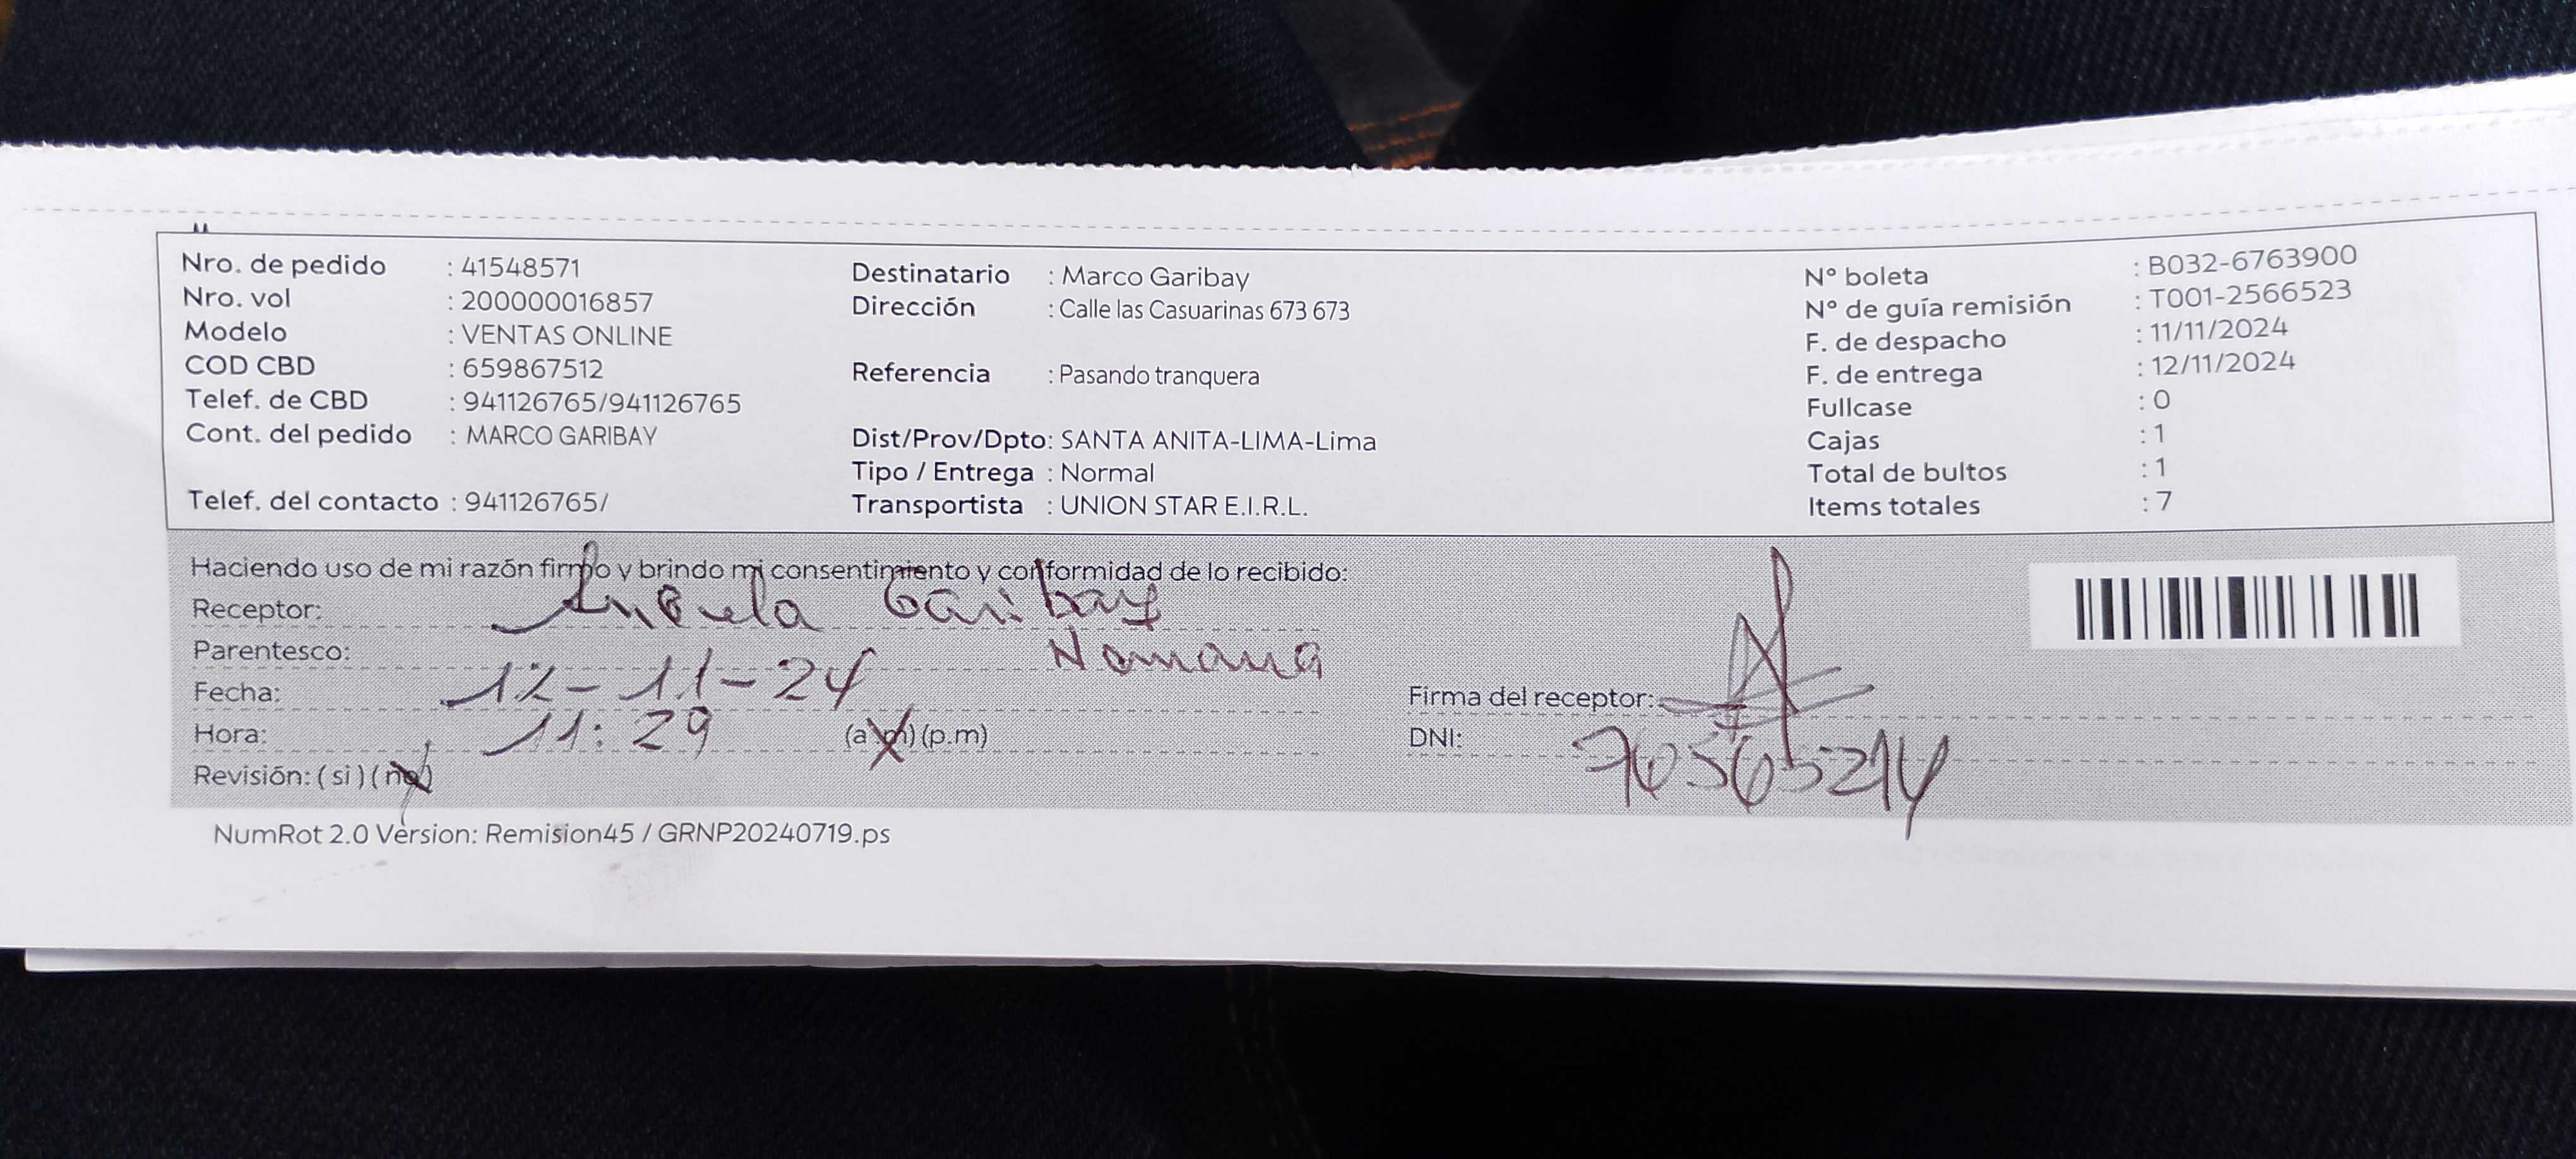 Nro. de pedido : 41548571
Nro. vol : 200000016857
Modelo : VENTAS ONLINE
COD CBD : 659867512
Telef. de CBD : 941126765/941126765
Cont. del pedido : MARCO GARIBAY
Telef. del contacto : 941126765/
Destinatario : Marco Garibay
Dirección : Calle las Casuarinas 673 673
Referencia : Pasando tranquera
Dist/Prov/Dpto: SANTA ANITA-LIMA-Lima
Tipo / Entrega : Normal
Transportista : UNION STAR E.I.R.L.
N° boleta : B032-6763900
N° de guía remisión : T001-2566523
F. de despacho : 11/11/2024
F. de entrega : 12/11/2024
Fullcase : 0
Cajas : 1
Total de bultos : 1
Items totales : 7
Haciendo uso de mi razón firmo y brindo mi consentimiento y conformidad de lo recibido:
Receptor: Garibay
Parentesco:
Fecha: 12-11-24
Hora: 11:29 (a.m)(p.m)
Revisión: (si) (no)
Firma del receptor:
DNI: 76565214
NumRot 2.0 Version: Remision45 / GRNP20240719.ps